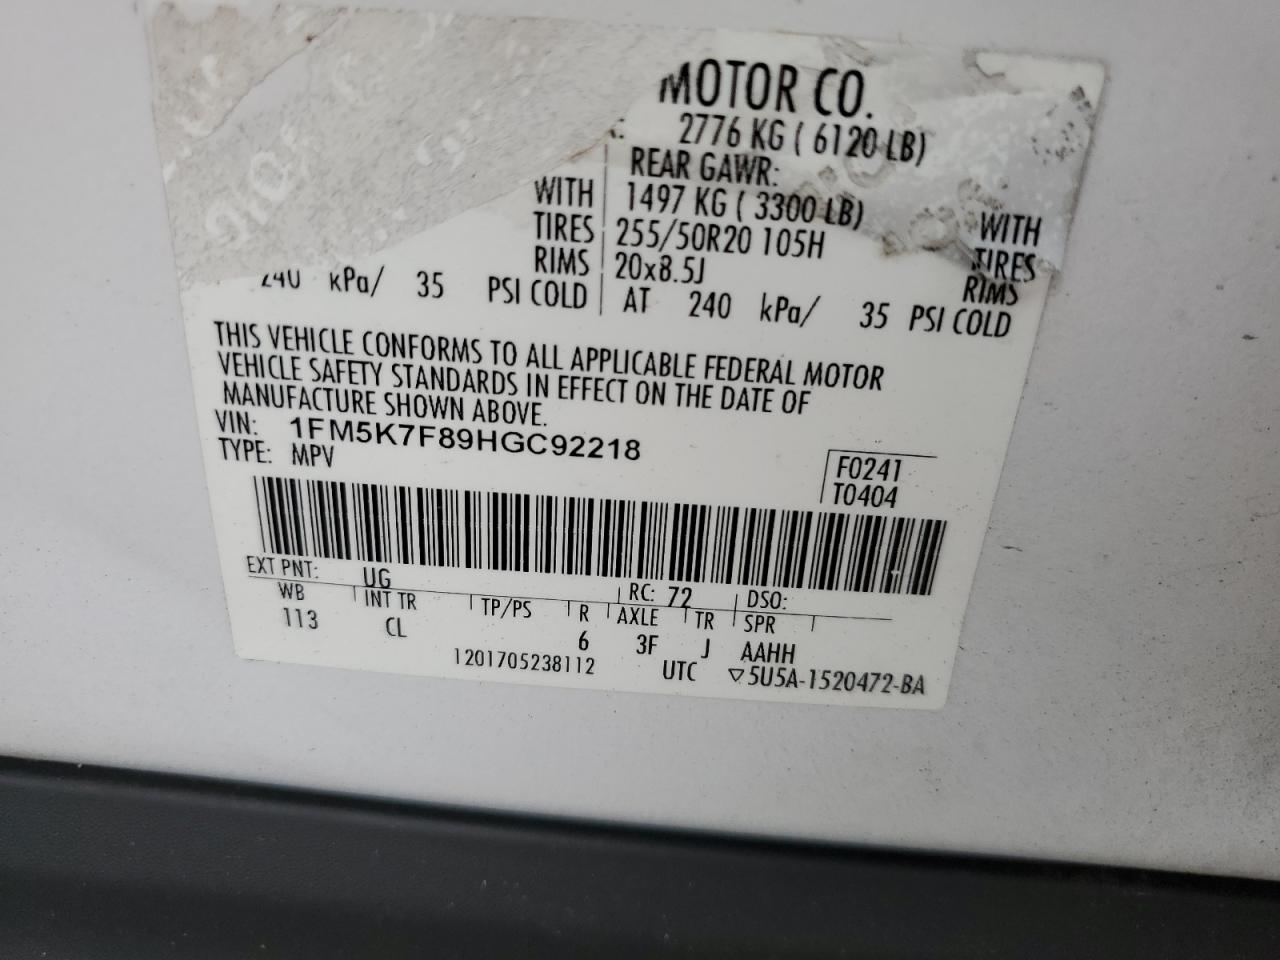 MOTOR CO.
2776 KG ( 6120 LB)
REAR GAWR:
WITH 1497 KG ( 3300 LB) WITH
TIRES 255/50R20 105H TIRES
RIMS 20x8.5J RIMS
240 kPa/ 35 PSI COLD AT 240 kPa/ 35 PSI COLD
THIS VEHICLE CONFORMS TO ALL APPLICABLE FEDERAL MOTOR
VEHICLE SAFETY STANDARDS IN EFFECT ON THE DATE OF
MANUFACTURE SHOWN ABOVE.
VIN: 1FM5K7F89HGC92218
TYPE: MPV
F0241
T0404
EXT PNT: UG RC: 72 DSO:
WB INT TR TP/PS R AXLE TR SPR
113 CL 6 3F J AAHH
1201705238112 UTC ▽5U5A-1520472-BA